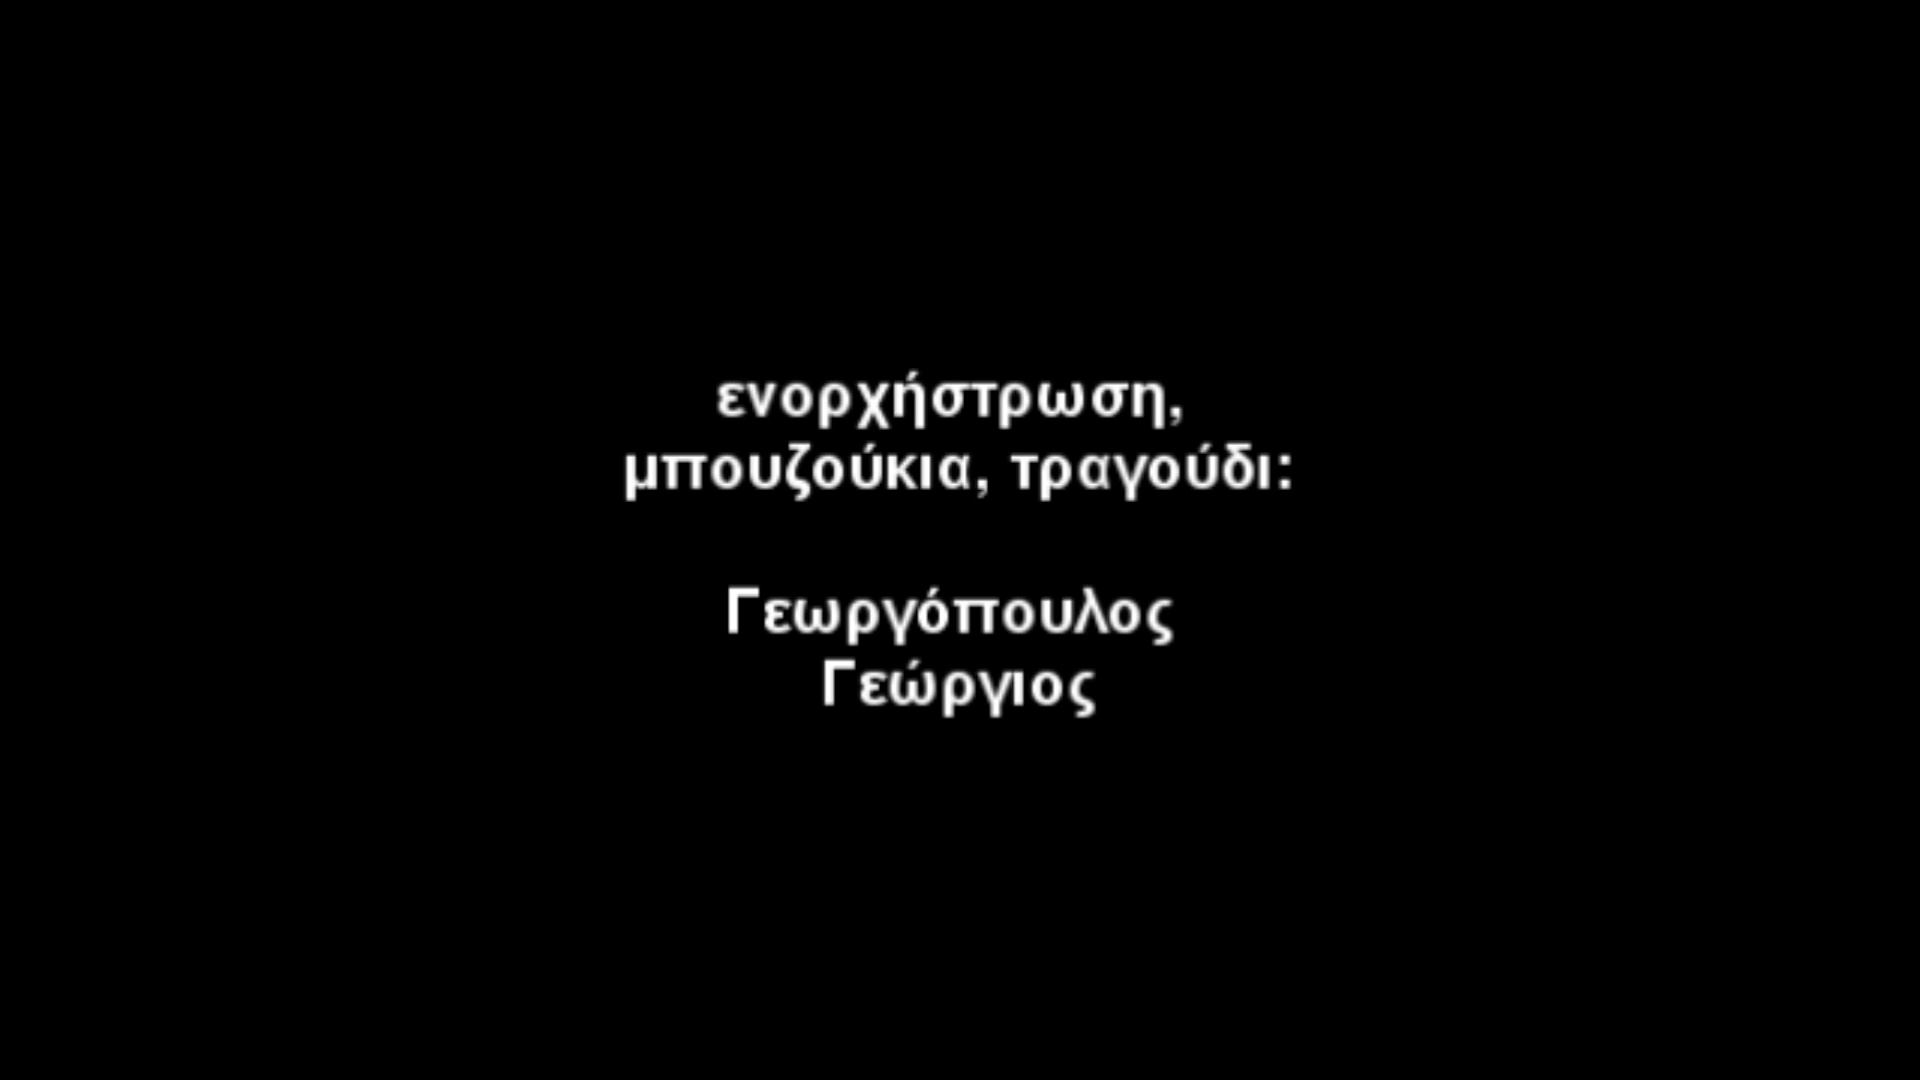 ενορχήστρωση,
μπουζούκια, τραγούδι:
Γεωργόπουλος
Γεώργιος